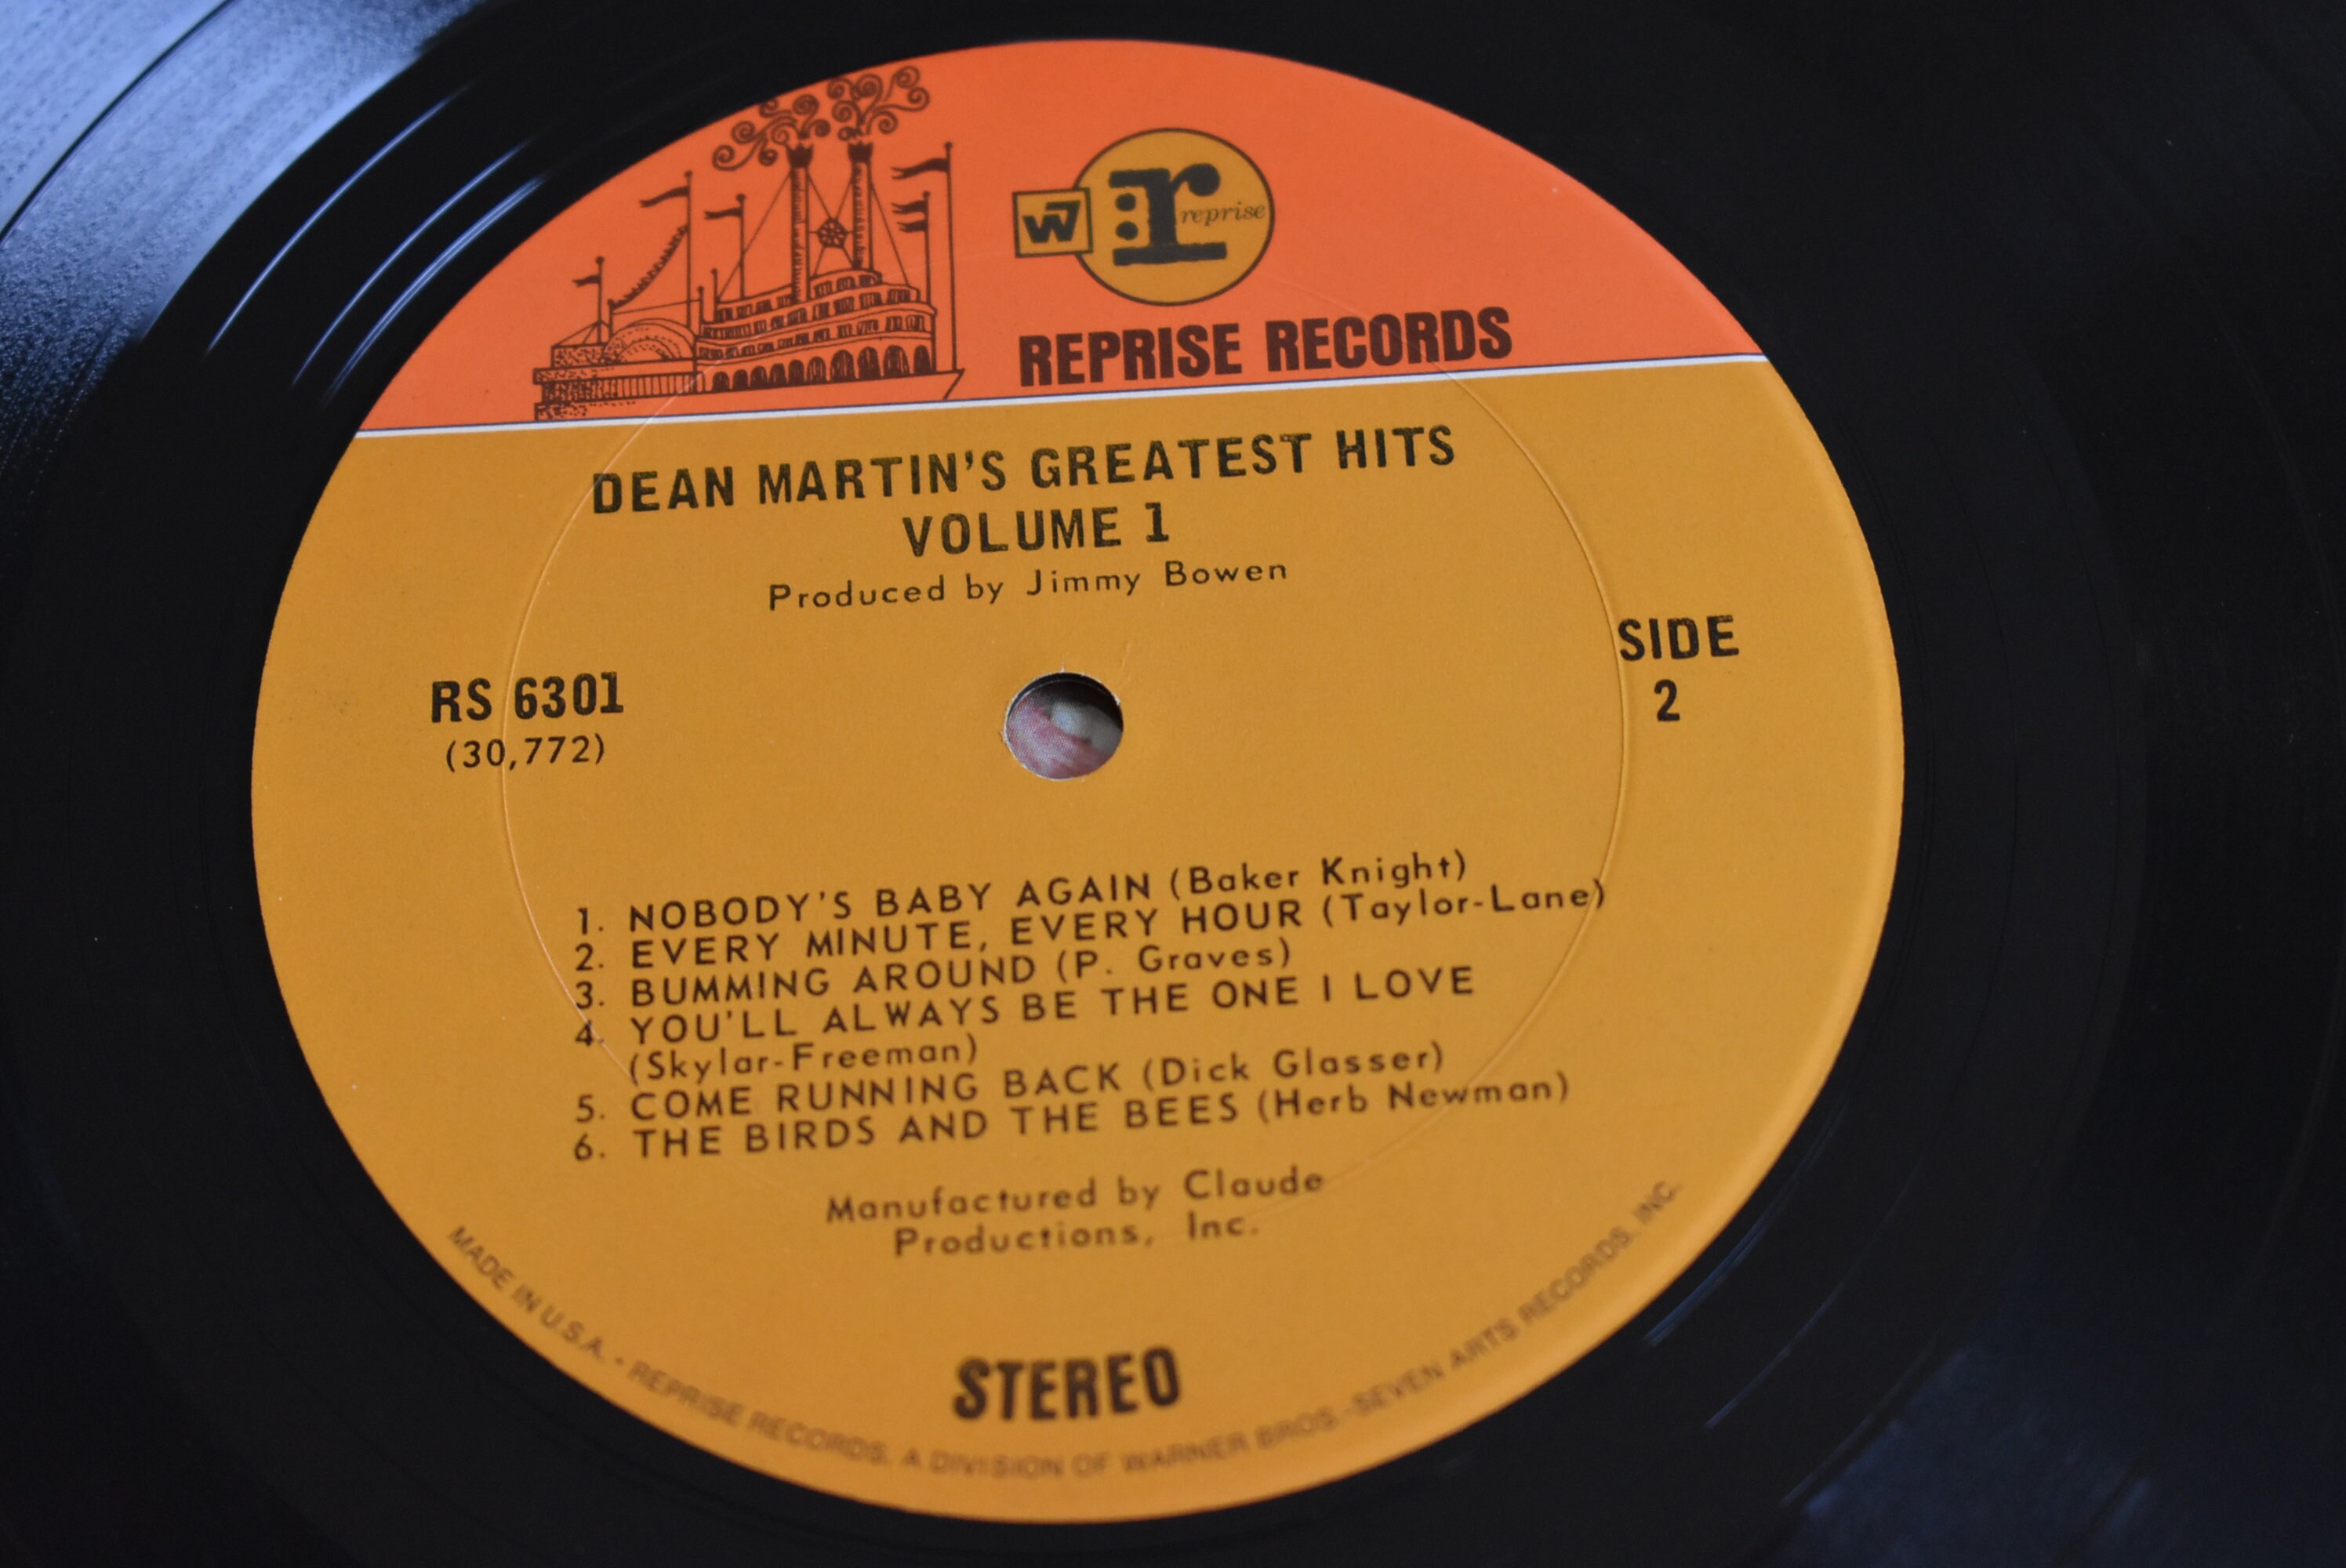 W7
r: reprise
REPRISE RECORDS
DEAN MARTIN'S GREATEST HITS
VOLUME 1
Produced by Jimmy Bowen
RS 6301
(30,772)
SIDE
2
1. NOBODY'S BABY AGAIN (Baker Knight)
2. EVERY MINUTE, EVERY HOUR (Taylor-Lane)
3. BUMMING AROUND (P. Graves)
4. YOU'LL ALWAYS BE THE ONE I LOVE
(Skylar-Freeman)
5. COME RUNNING BACK (Dick Glasser)
6. THE BIRDS AND THE BEES (Herb Newman)
Manufactured by Claude
Productions, Inc.
STEREO
MADE IN U.S.A. • REPRISE RECORDS, A DIVISION OF WARNER BROS.-SEVEN ARTS RECORDS, INC.